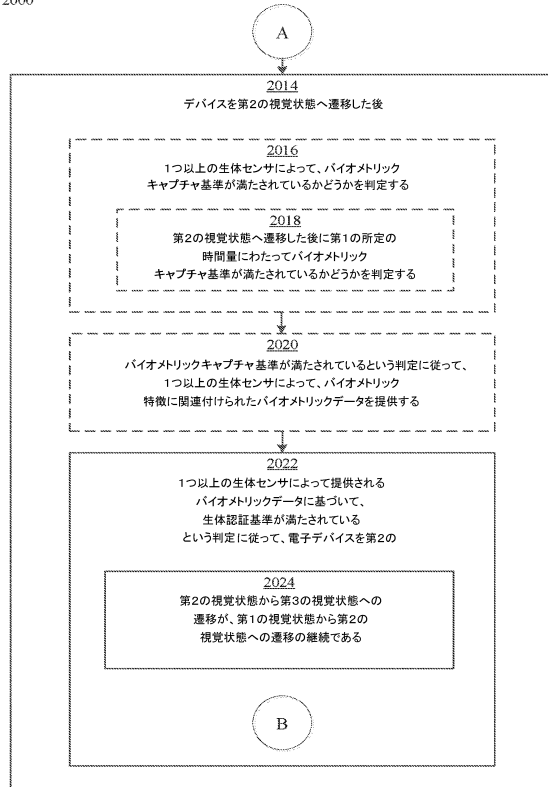 2000
A
2014
デバイスを第2の視覚状態へ遷移した後
2016
1つ以上の生体センサによって、バイオメトリック
キャプチャ基準が満たされているかどうかを判定する
2018
第2の視覚状態へ遷移した後に第1の所定の
時間量にわたってバイオメトリック
キャプチャ基準が満たされているかどうかを判定する
2020
バイオメトリックキャプチャ基準が満たされているという判定に従って、
1つ以上の生体センサによって、バイオメトリック
特徴に関連付けられたバイオメトリックデータを提供する
2022
1つ以上の生体センサによって提供される
バイオメトリックデータに基づいて、
生体認証基準が満たされている
という判定に従って、電子デバイスを第2の
2024
第2の視覚状態から第3の視覚状態への
遷移が、第1の視覚状態から第2の
視覚状態への遷移の継続である
B